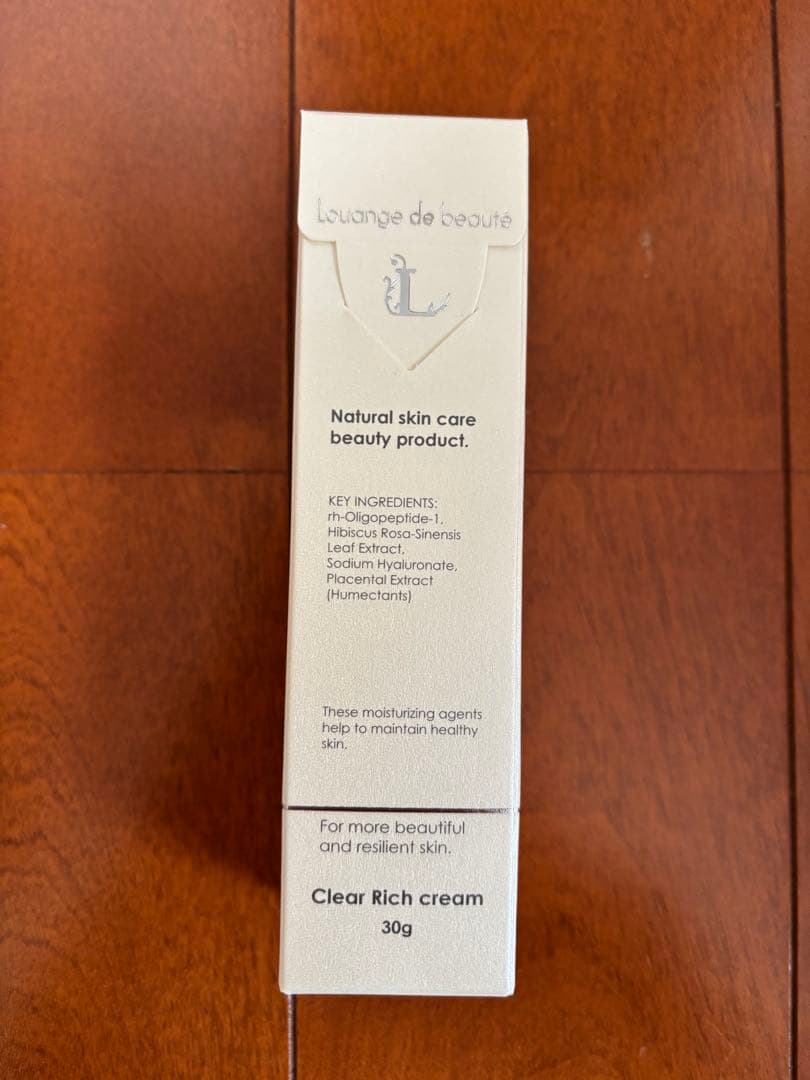 Louange de beauté
L
Natural skin care
beauty product.
KEY INGREDIENTS:
rh-Oligopeptide-1,
Hibiscus Rosa-Sinensis
Leaf Extract,
Sodium Hyaluronate,
Placental Extract
(Humectants)
These moisturizing agents
help to maintain healthy
skin.
For more beautiful
and resilient skin.
Clear Rich cream
30g